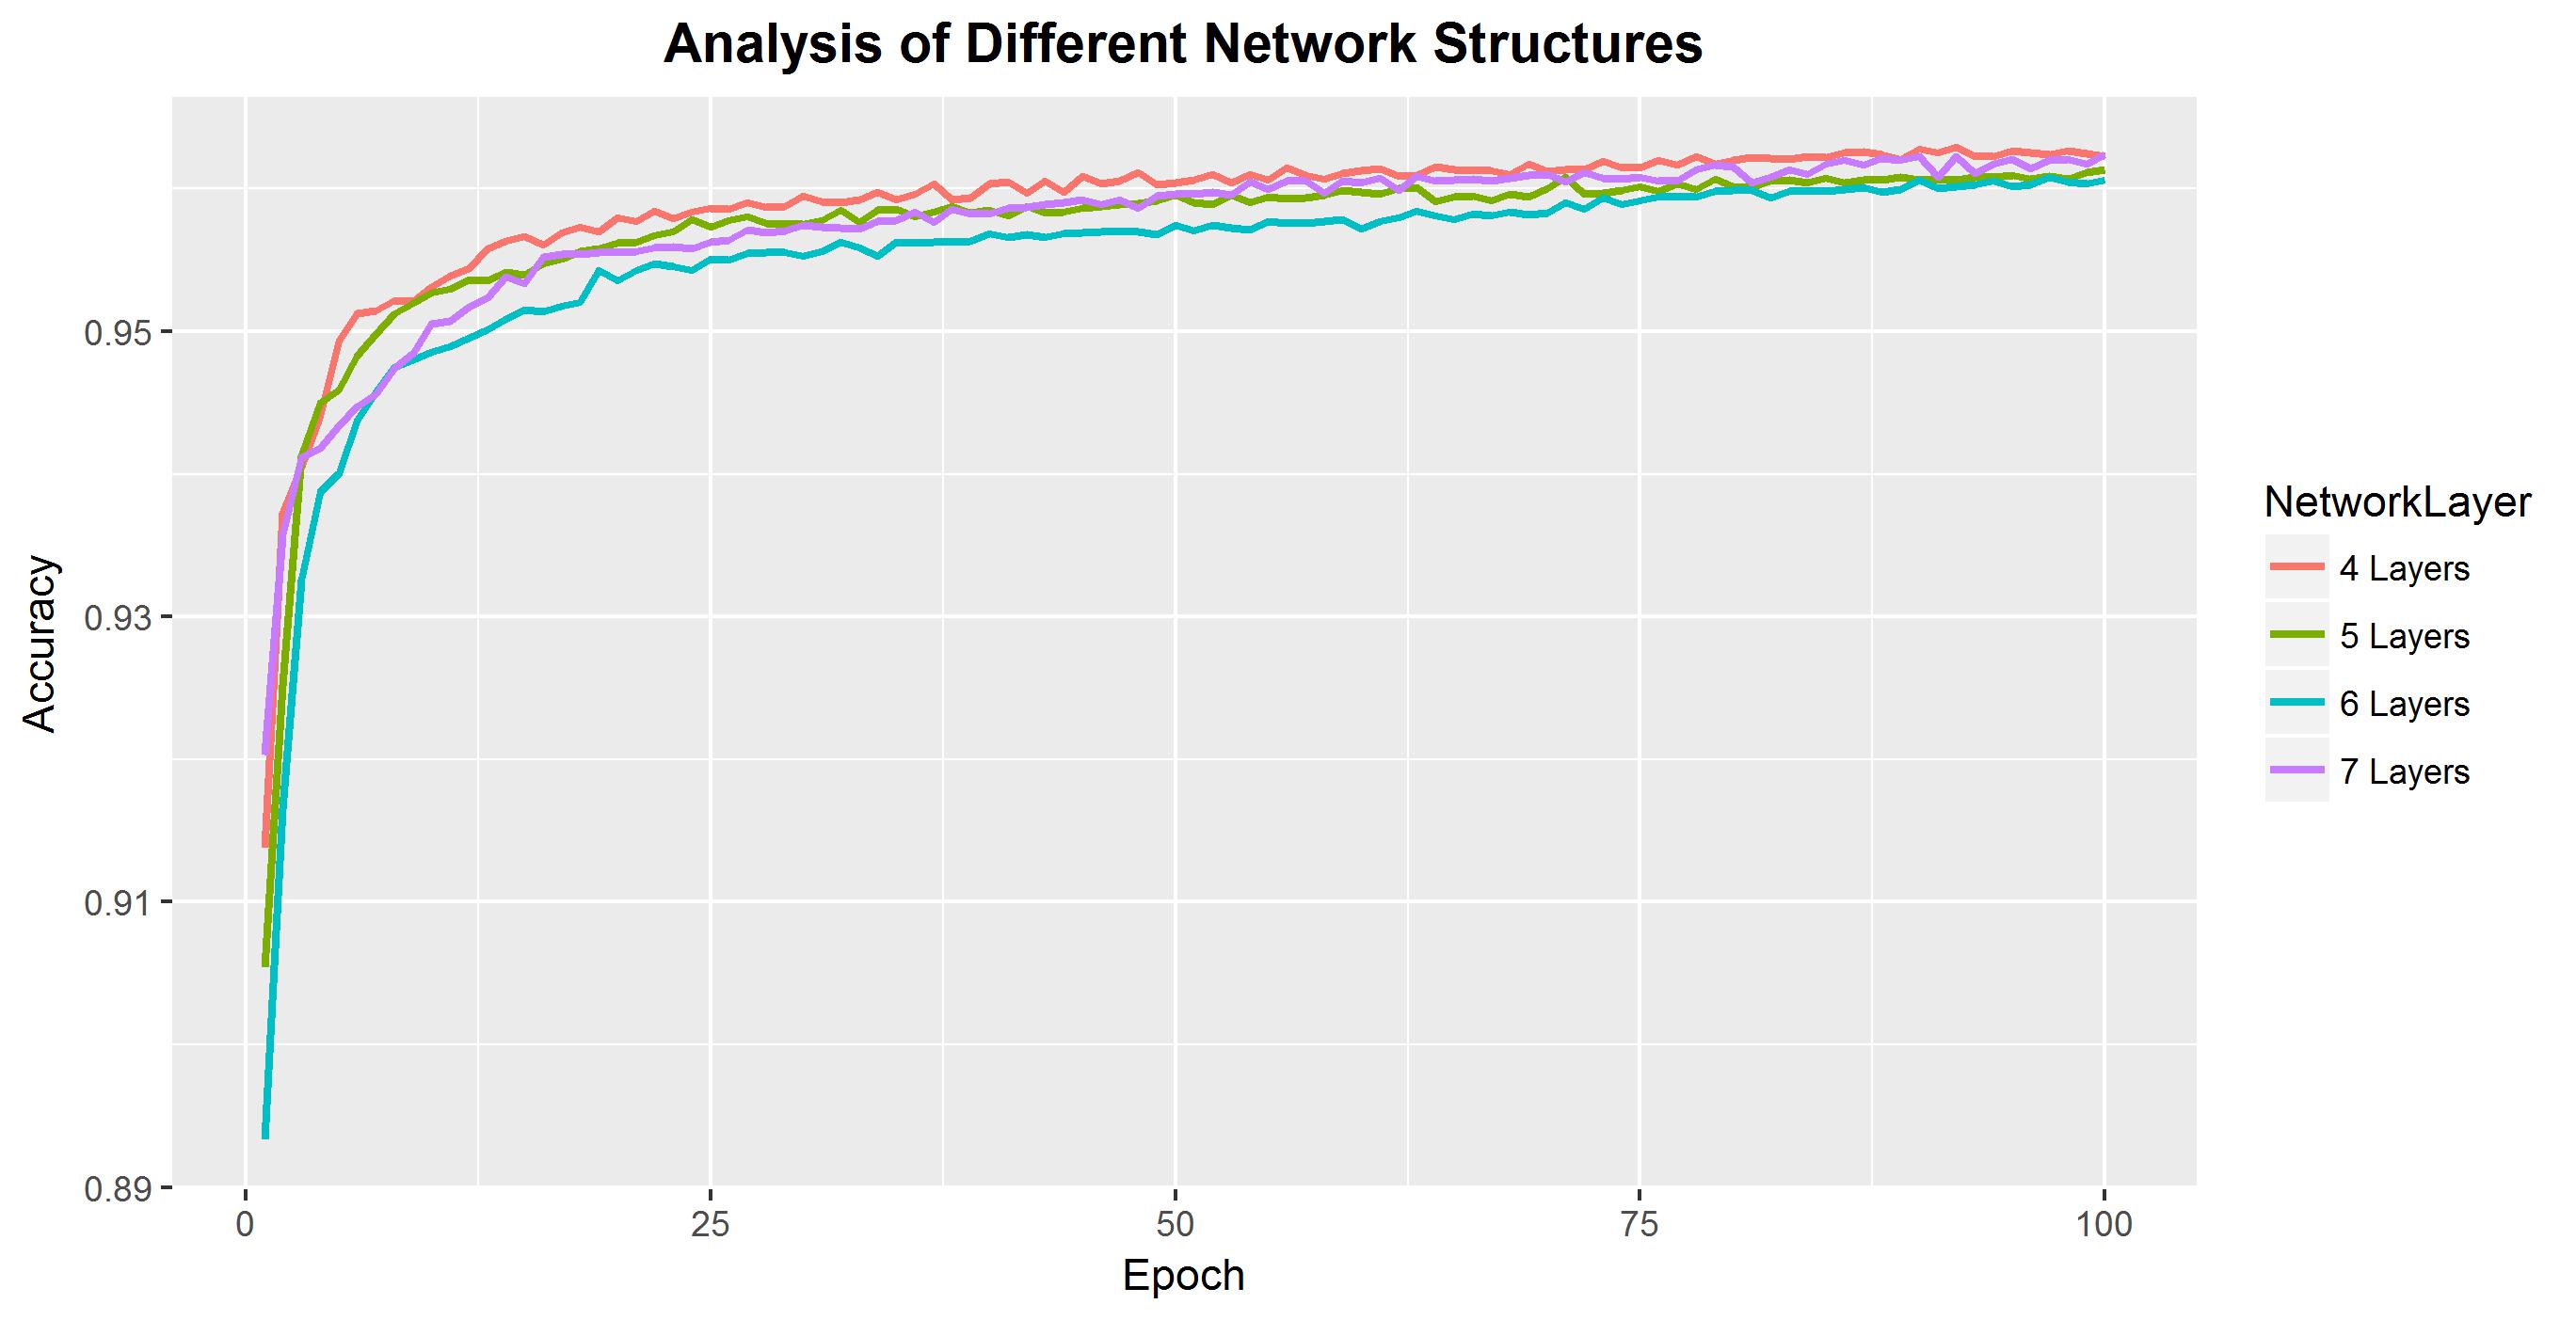 Analysis of Different Network Structures
Accuracy
0.95
0.93
0.91
0.89
0 25 50 75 100
Epoch
NetworkLayer
4 Layers
5 Layers
6 Layers
7 Layers